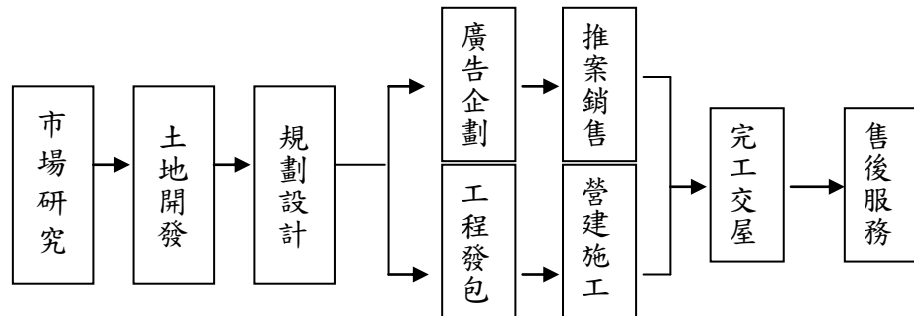 市場研究
土地開發
規劃設計
廣告企劃
推案銷售
工程發包
營建施工
完工交屋
售後服務